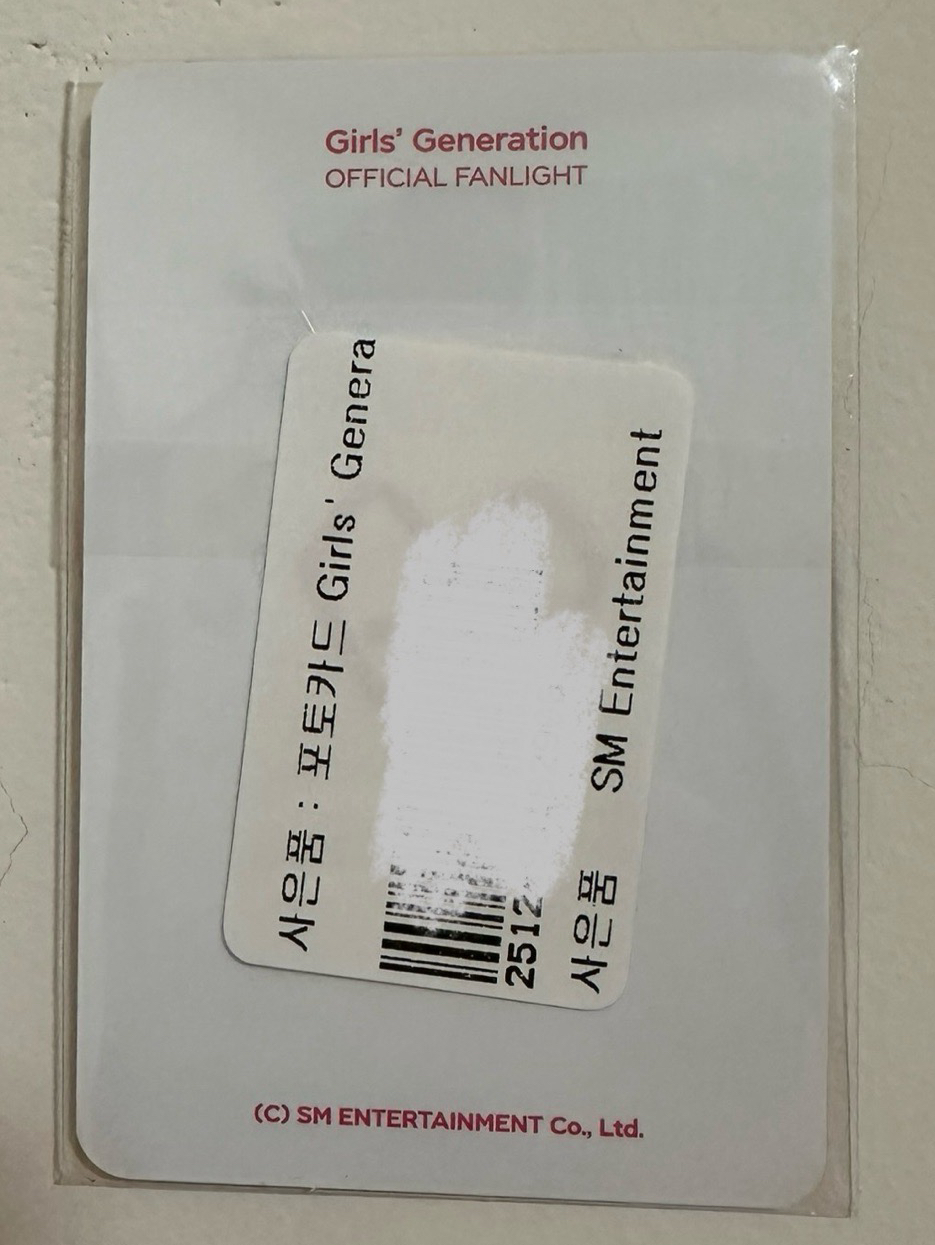 Girls' Generation
OFFICIAL FANLIGHT
사은품 : 포토카드 Girls' Genera
2512
사은품 SM Entertainment
(C) SM ENTERTAINMENT Co., Ltd.